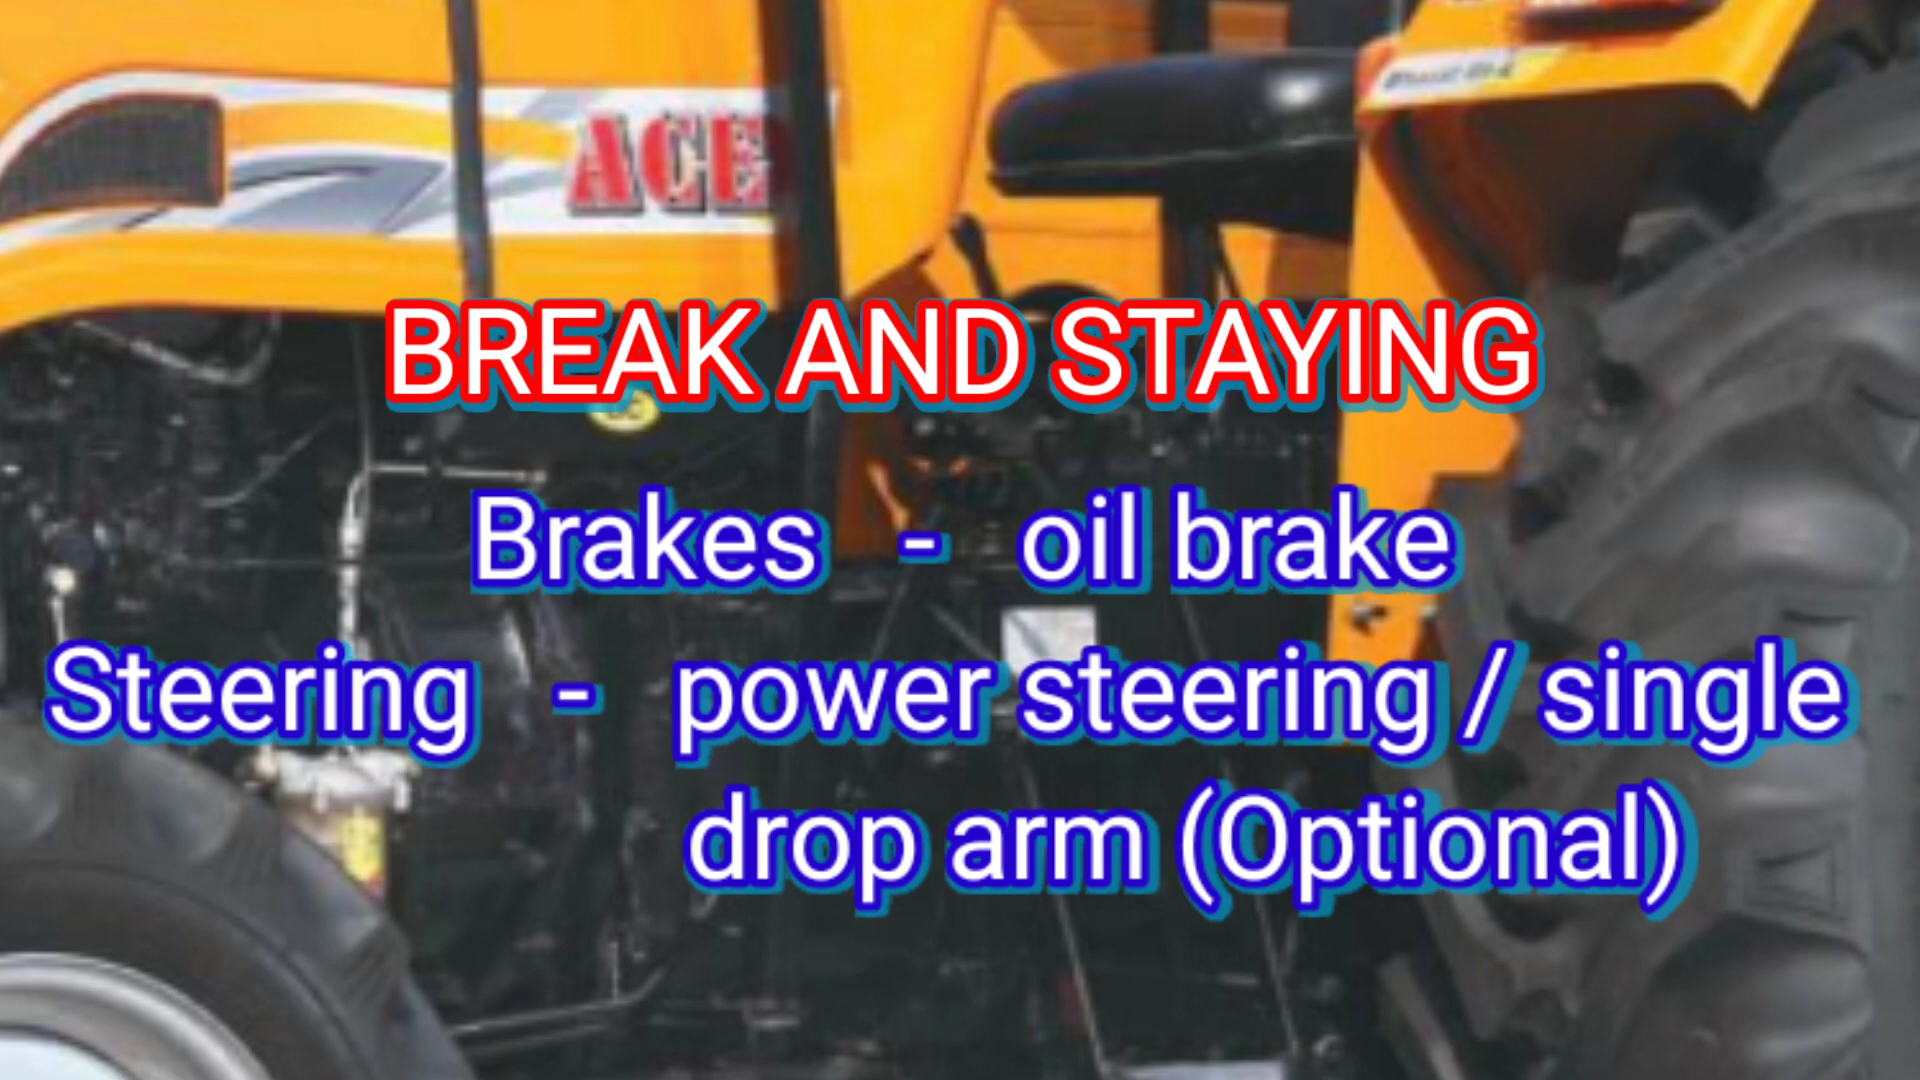 ACE
BREAK AND STAYING
Brakes - oil brake
Steering - power steering / single
drop arm (Optional)